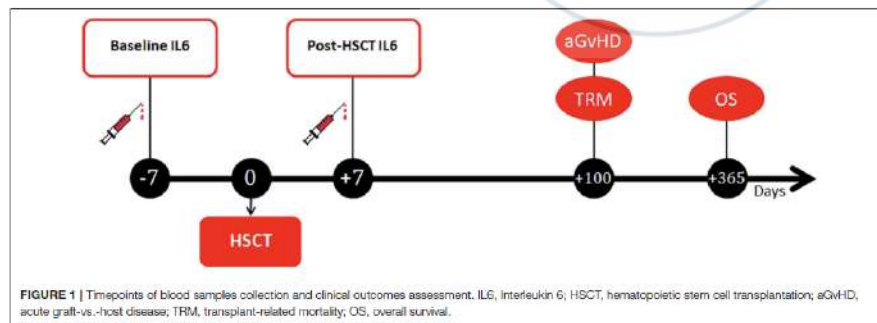 Baseline IL6
Post-HSCT IL6
aGvHD
TRM
OS
-7
0
+7
+100
+365
Days
HSCT
FIGURE 1 | Timepoints of blood samples collection and clinical outcomes assessment. IL6, interleukin 6; HSCT, hematopoietic stem cell transplantation; aGvHD,
acute graft-vs.-host disease; TRM, transplant-related mortality; OS, overall survival.